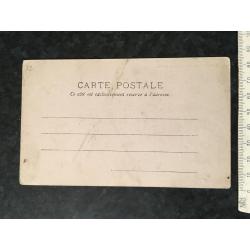 CARTE POSTALE
Ce côté est exclusivement réservé à l'adresse.